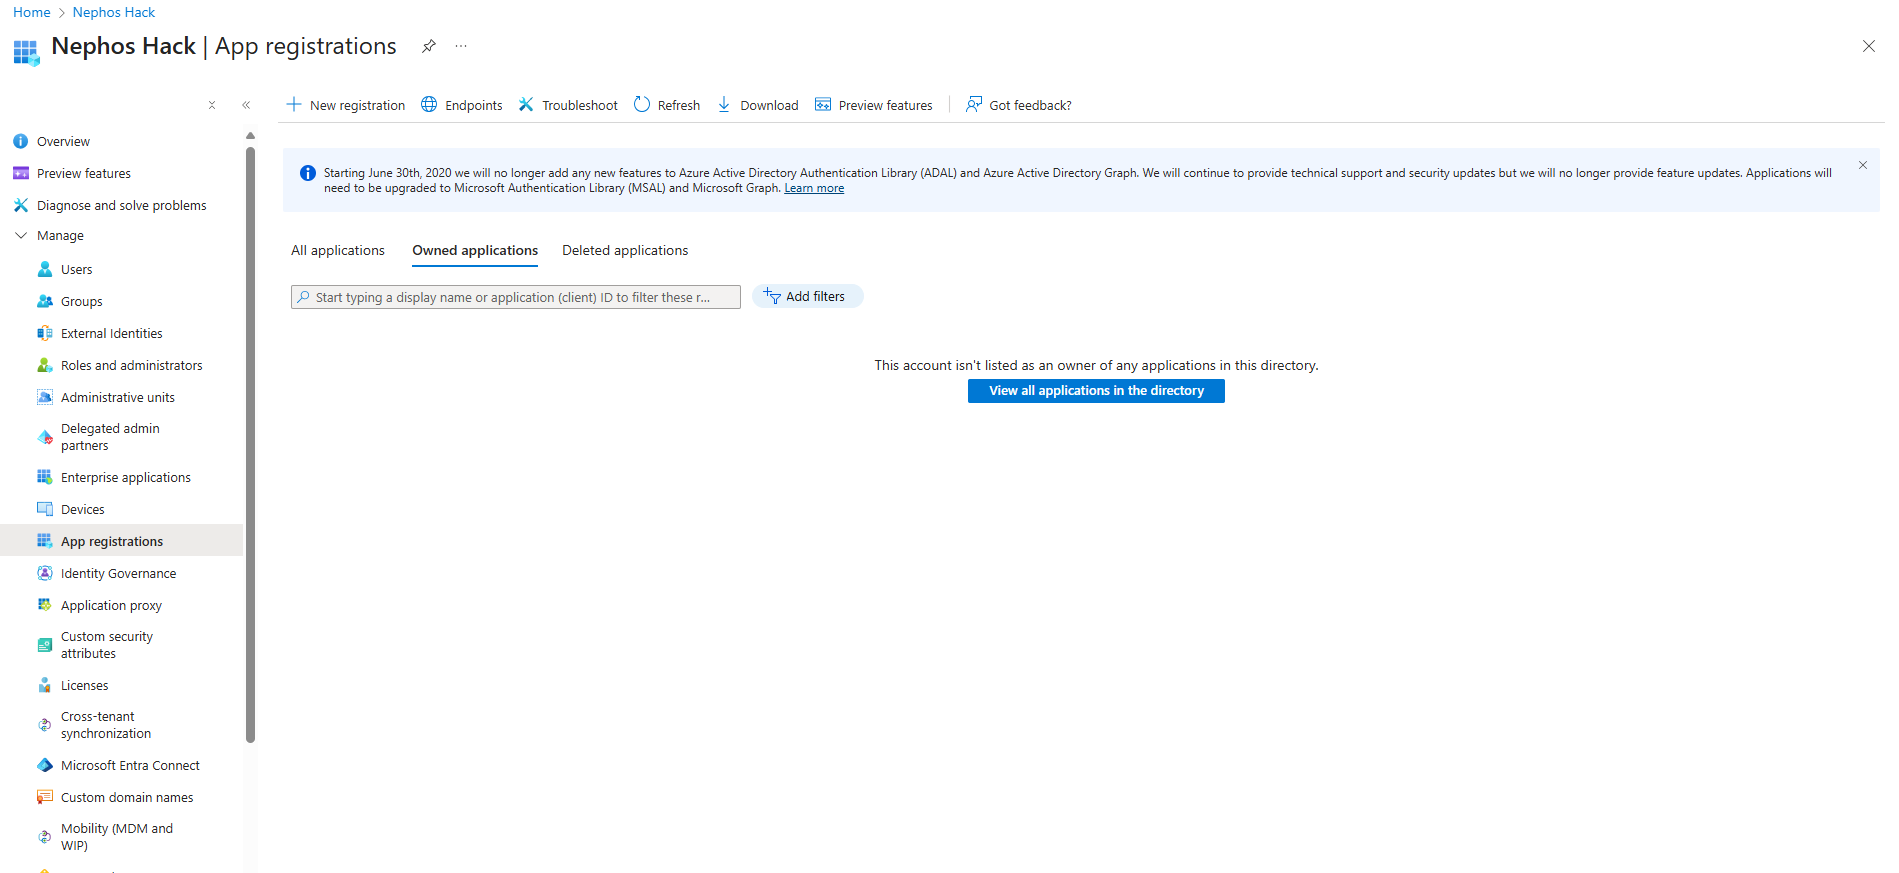 Home > Nephos Hack
Nephos Hack | App registrations
New registration Endpoints Troubleshoot Refresh Download Preview features Got feedback?
Overview
Preview features
Diagnose and solve problems
Manage
Users
Groups
External Identities
Roles and administrators
Administrative units
Delegated admin
partners
Enterprise applications
Devices
App registrations
Identity Governance
Application proxy
Custom security
attributes
Licenses
Cross-tenant
synchronization
Microsoft Entra Connect
Custom domain names
Mobility (MDM and
WIP)
Starting June 30th, 2020 we will no longer add any new features to Azure Active Directory Authentication Library (ADAL) and Azure Active Directory Graph. We will continue to provide technical support and security updates but we will no longer provide feature updates. Applications will
need to be upgraded to Microsoft Authentication Library (MSAL) and Microsoft Graph. Learn more
All applications Owned applications Deleted applications
Start typing a display name or application (client) ID to filter these r... Add filters
This account isn't listed as an owner of any applications in this directory.
View all applications in the directory